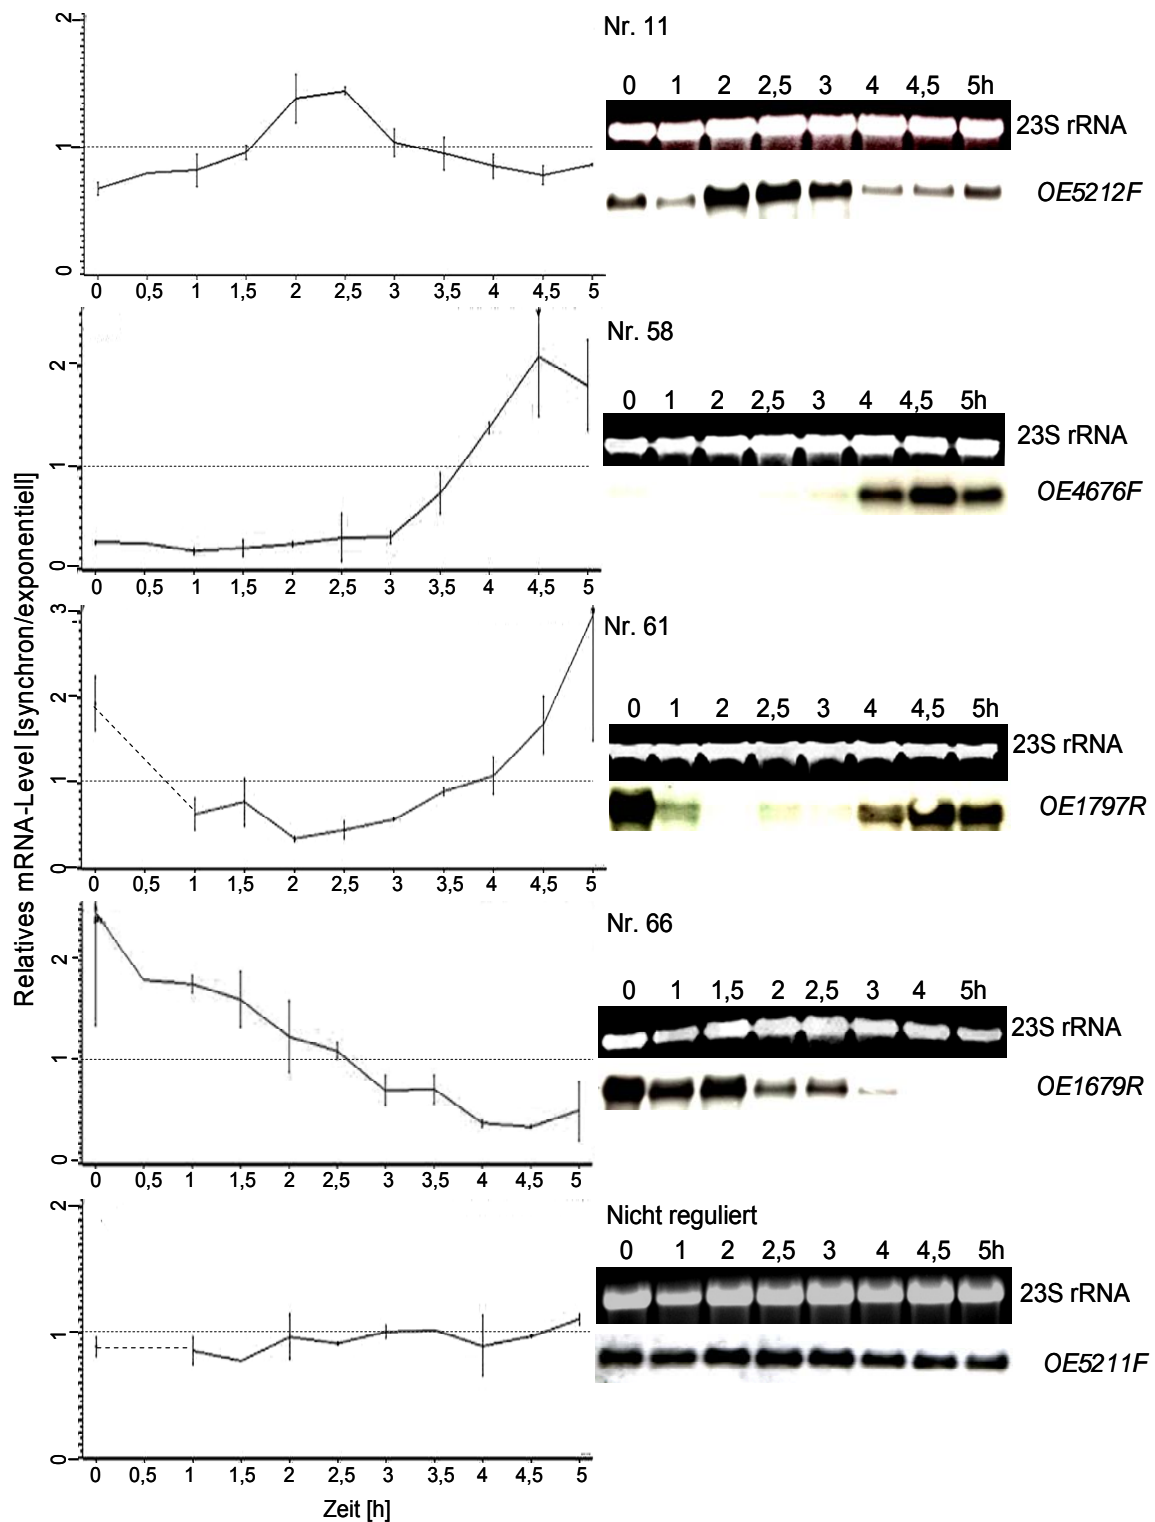 Relatives mRNA-Level [synchron/exponentiell]
2
1
0
0 0,5 1 1,5 2 2,5 3 3,5 4 4,5 5
Nr. 11
0 1 2 2,5 3 4 4,5 5h
23S rRNA
OE5212F
2
1
0
0 0,5 1 1,5 2 2,5 3 3,5 4 4,5 5
Nr. 58
0 1 2 2,5 3 4 4,5 5h
23S rRNA
OE4676F
3
2
1
0
0 0,5 1 1,5 2 2,5 3 3,5 4 4,5 5
Nr. 61
0 1 2 2,5 3 4 4,5 5h
23S rRNA
OE1797R
2
1
0
0 0,5 1 1,5 2 2,5 3 3,5 4 4,5 5
Nr. 66
0 1 1,5 2 2,5 3 4 5h
23S rRNA
OE1679R
2
1
0
0 0,5 1 1,5 2 2,5 3 3,5 4 4,5 5
Nicht reguliert
0 1 2 2,5 3 4 4,5 5h
23S rRNA
OE5211F
Zeit [h]